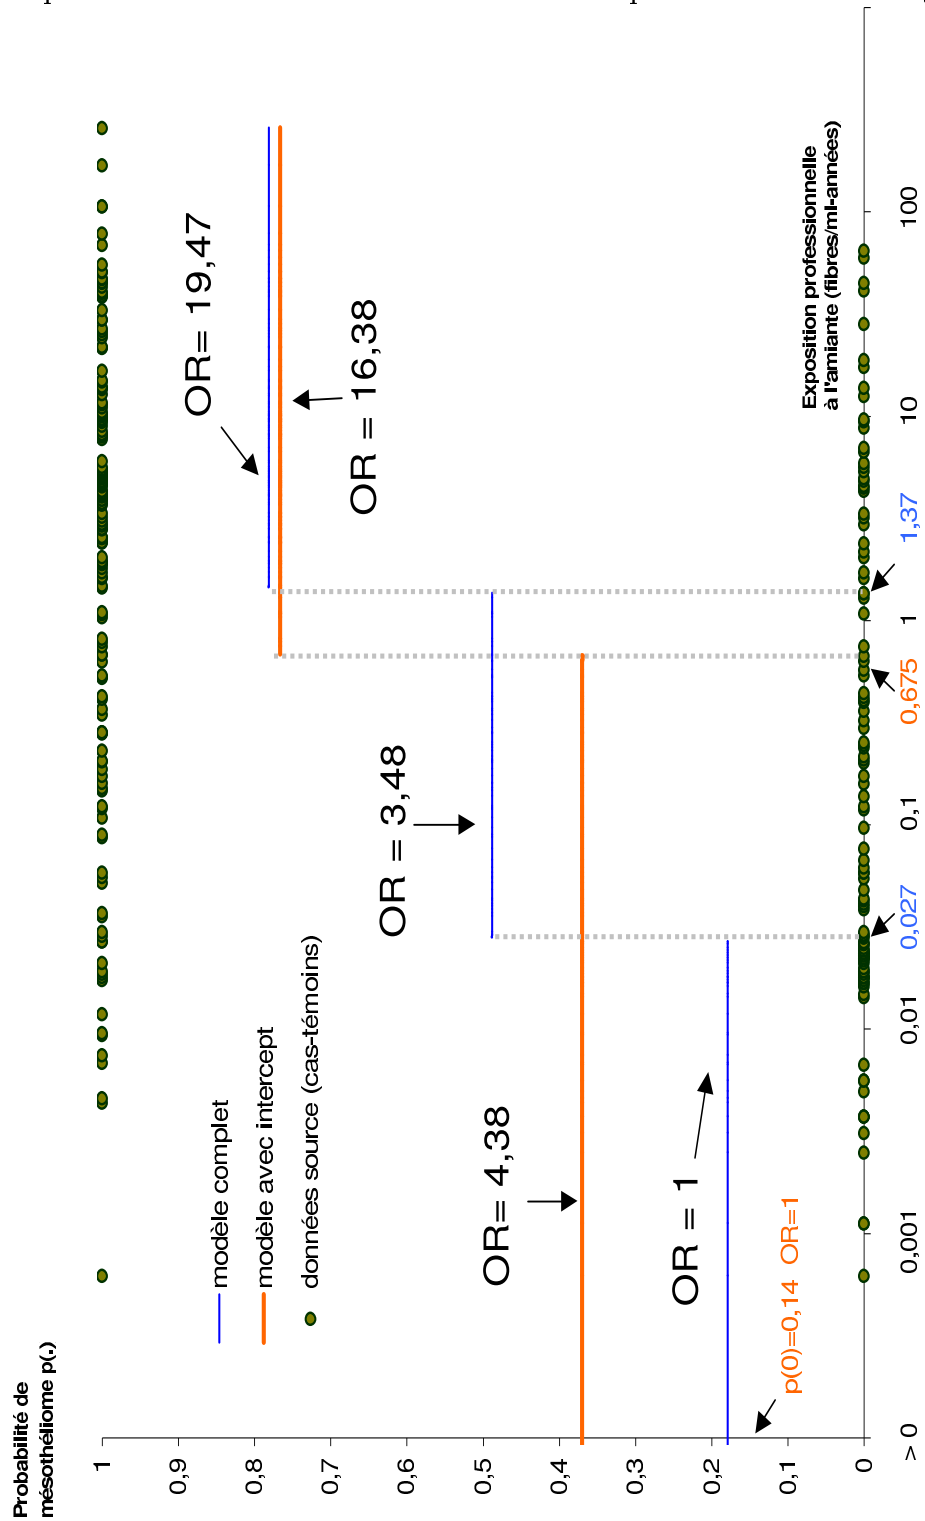 Probabilité de
mésothéliome p(.)
1
0,9
0,8
0,7
0,6
0,5
0,4
0,3
0,2
0,1
0
modèle complet
modèle avec intercept
données source (cas-témoins)
OR= 19,47
OR = 16,38
OR = 3,48
OR= 4,38
OR = 1
p(0)=0,14 OR=1
Exposition professionnelle
à l'amiante (fibres/ml-années)
> 0
0,001
0,01
0,027
0,1
0,675
1
1,37
10
100